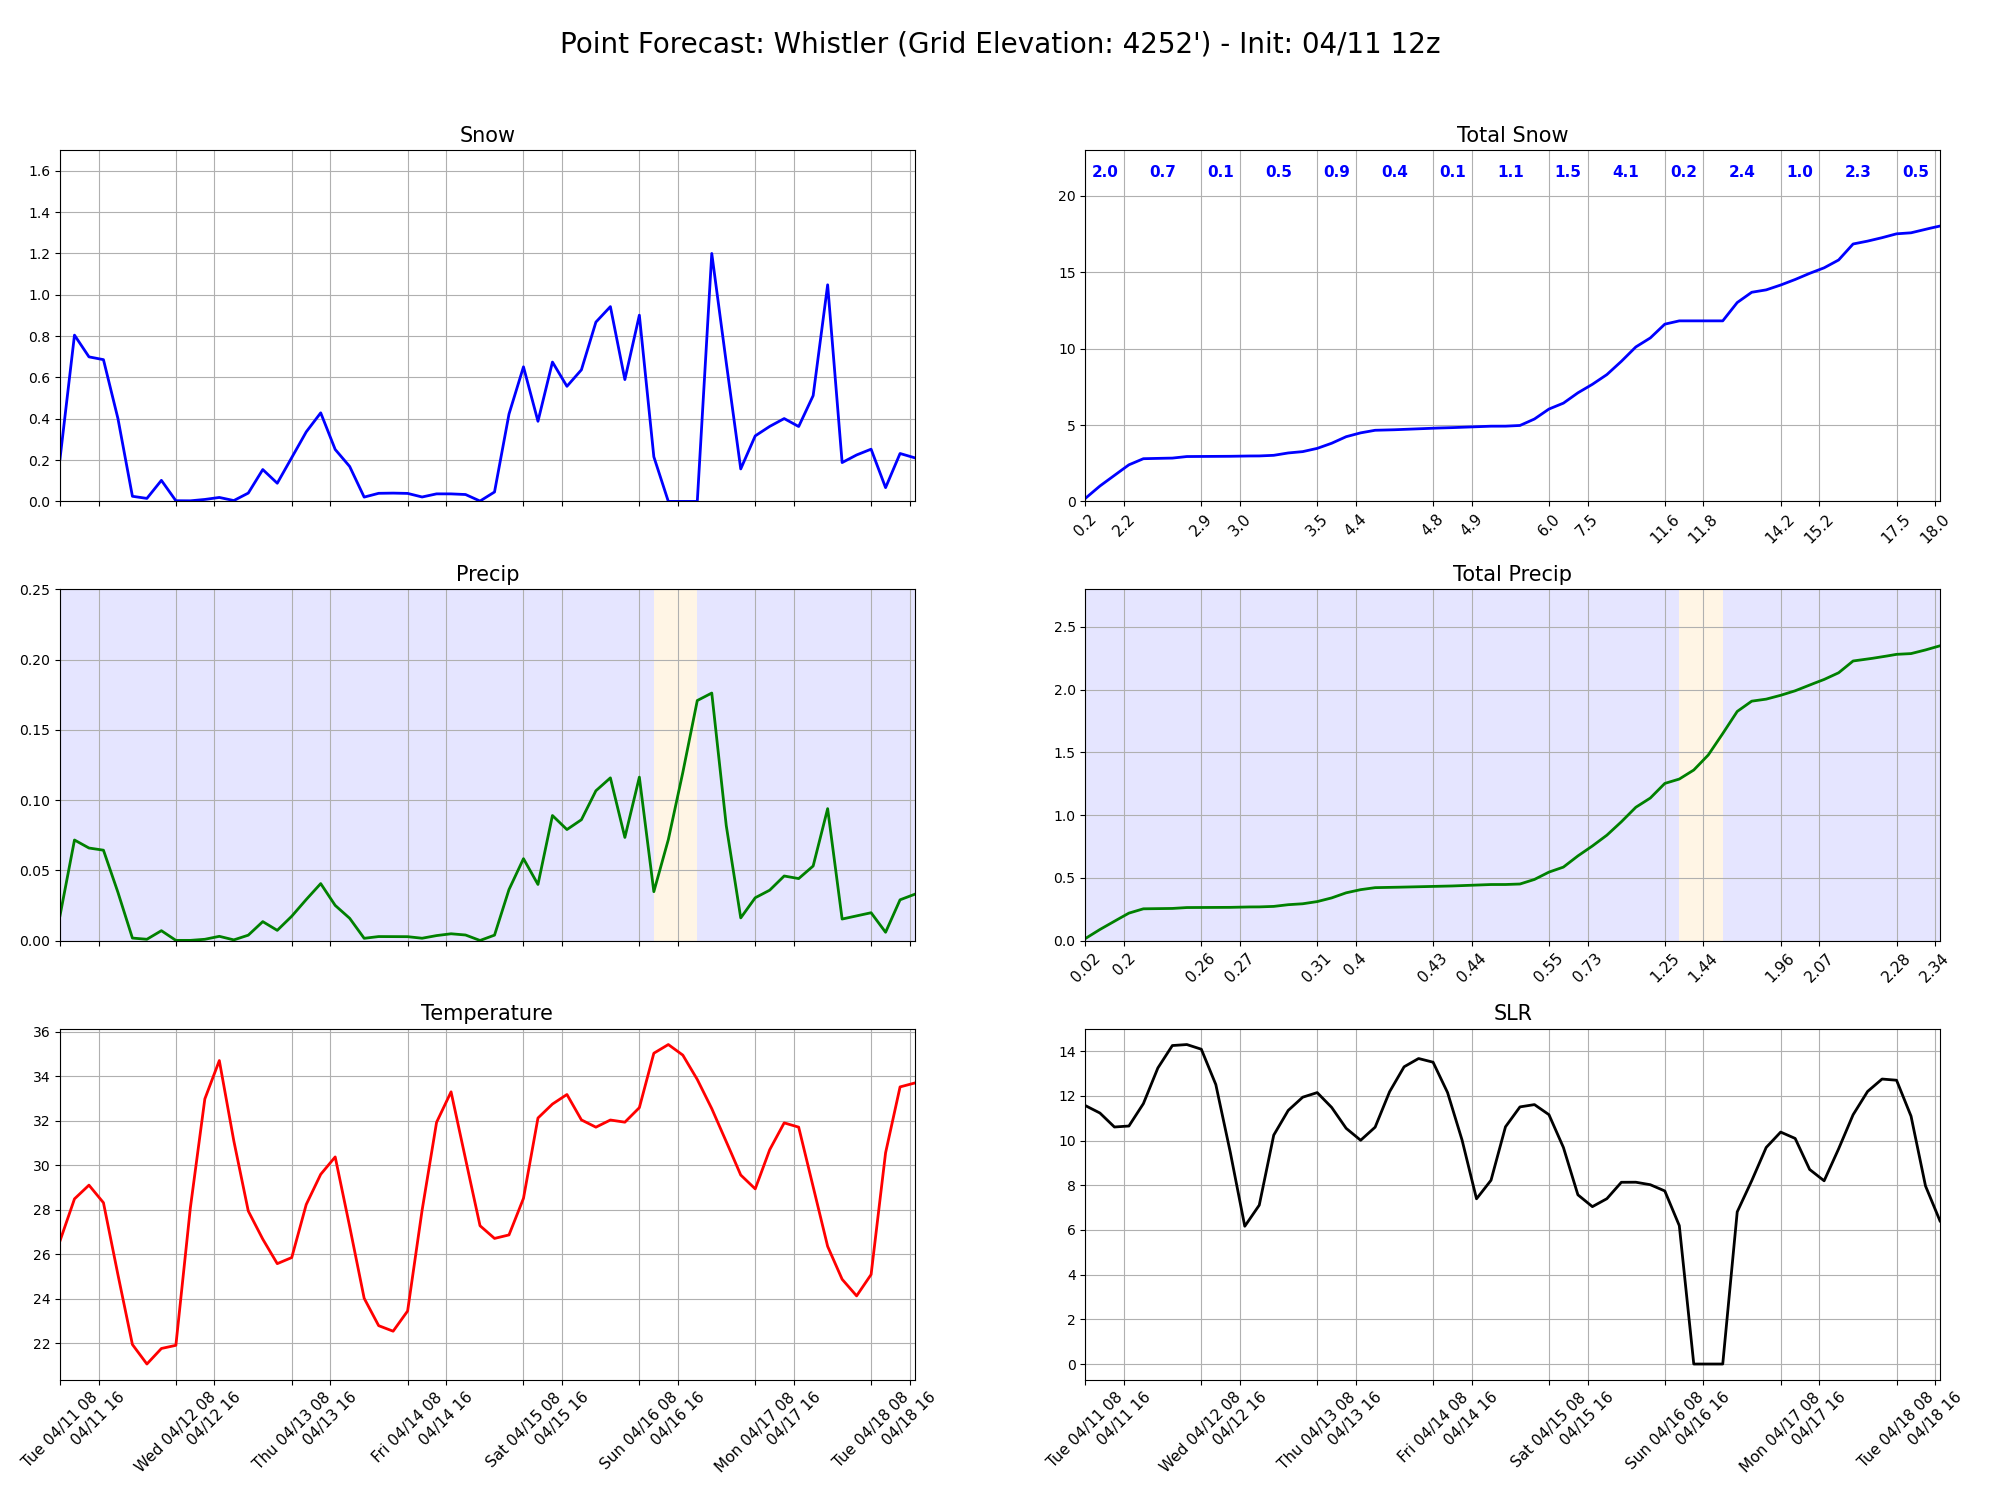 Point Forecast: Whistler (Grid Elevation: 4252') - Init: 04/11 12z
Snow
1.6
1.4
1.2
1.0
0.8
0.6
0.4
0.2
0.0
Total Snow
2.0 0.7 0.1 0.5 0.9 0.4 0.1 1.1 1.5 4.1 0.2 2.4 1.0 2.3 0.5
20
15
10
5
0
0.2 2.2 2.9 3.0 3.5 4.4 4.8 4.9 6.0 7.5 11.6 11.8 14.2 15.2 17.5 18.0
Precip
0.25
0.20
0.15
0.10
0.05
0.00
Total Precip
2.5
2.0
1.5
1.0
0.5
0.0
0.02 0.2 0.26 0.27 0.31 0.4 0.43 0.44 0.55 0.73 1.25 1.44 1.96 2.07 2.28 2.34
Temperature
36
34
32
30
28
26
24
22
Tue 04/11 08
04/11 16
Wed 04/12 08
04/12 16
Thu 04/13 08
04/13 16
Fri 04/14 08
04/14 16
Sat 04/15 08
04/15 16
Sun 04/16 08
04/16 16
Mon 04/17 08
04/17 16
Tue 04/18 08
04/18 16
SLR
14
12
10
8
6
4
2
0
Tue 04/11 08
04/11 16
Wed 04/12 08
04/12 16
Thu 04/13 08
04/13 16
Fri 04/14 08
04/14 16
Sat 04/15 08
04/15 16
Sun 04/16 08
04/16 16
Mon 04/17 08
04/17 16
Tue 04/18 08
04/18 16